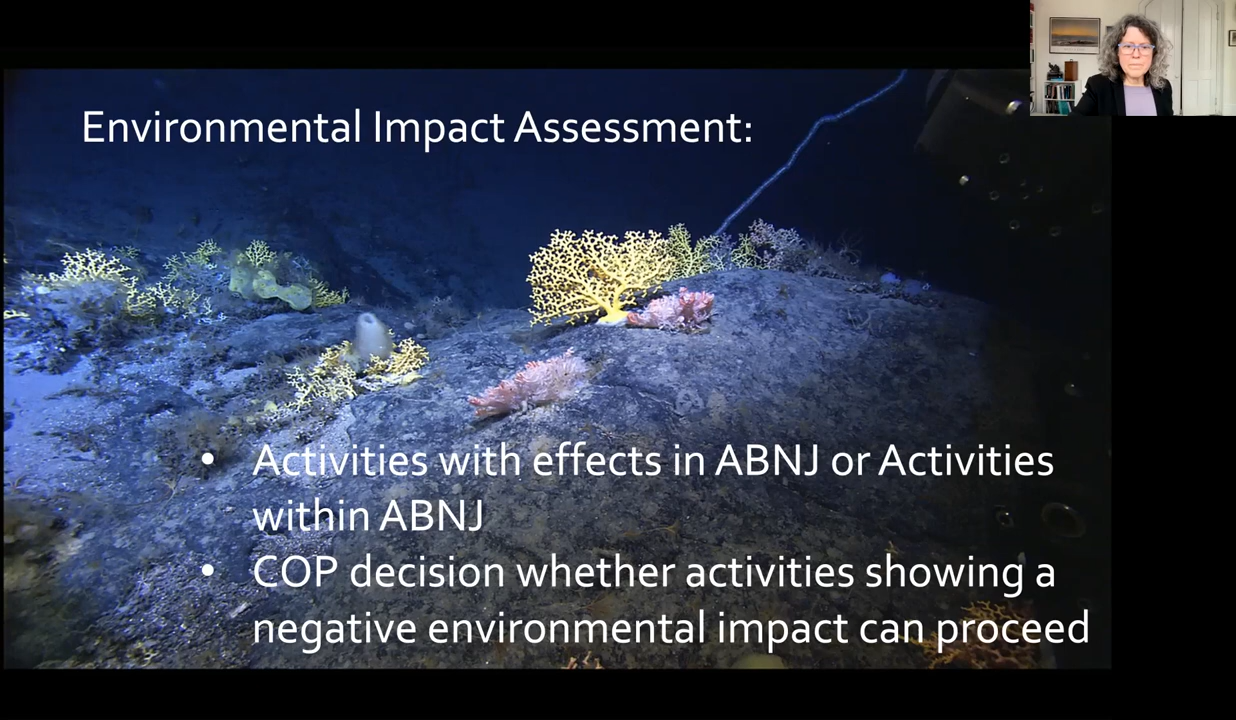 Environmental Impact Assessment:
• Activities with effects in ABNJ or Activities
within ABNJ
• COP decision whether activities showing a
negative environmental impact can proceed